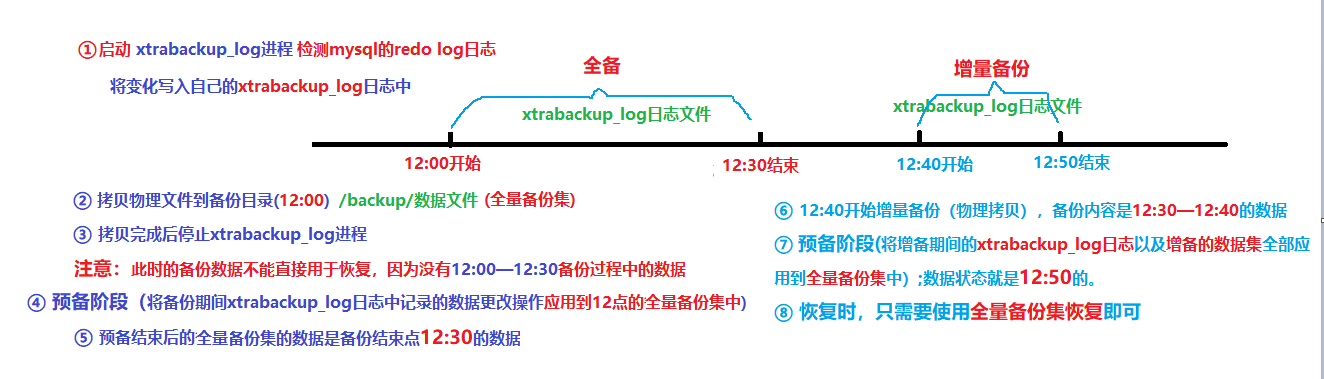 ①启动 xtrabackup_log进程 检测mysql的redo log日志
将变化写入自己的xtrabackup_log日志中
全备
增量备份
xtrabackup_log日志文件
xtrabackup_log日志文件
12:00开始
12:30结束
12:40开始
12:50结束
② 拷贝物理文件到备份目录(12:00) /backup/数据文件 (全量备份集)
③ 拷贝完成后停止xtrabackup_log进程
注意：此时的备份数据不能直接用于恢复，因为没有12:00—12:30备份过程中的数据
④ 预备阶段（将备份期间xtrabackup_log日志中记录的数据更改操作应用到12点的全量备份集中)
⑤ 预备结束后的全量备份集的数据是备份结束点12:30的数据
⑥ 12:40开始增量备份（物理拷贝），备份内容是12:30—12:40的数据
⑦ 预备阶段(将增备期间的xtrabackup_log日志以及增备的数据集全部应
用到全量备份集中）;数据状态就是12:50的。
⑧ 恢复时，只需要使用全量备份集恢复即可